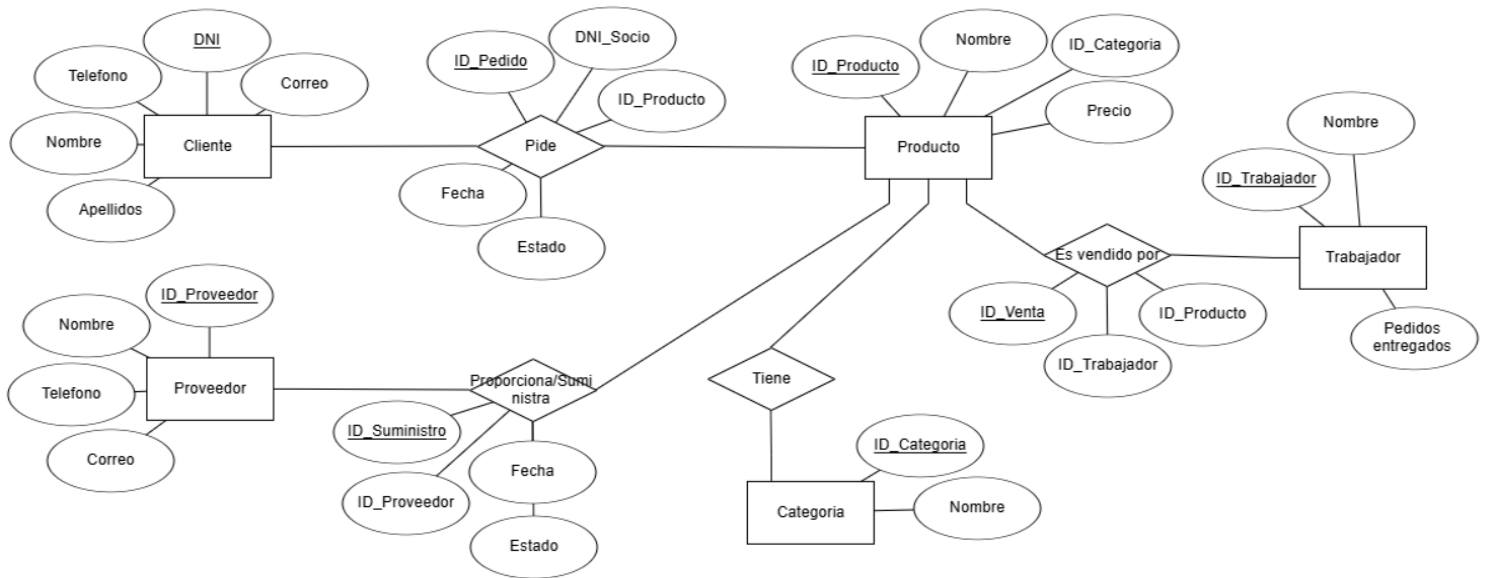 DNI
Telefono
Correo
Nombre
Cliente
Apellidos
ID_Pedido
DNI_Socio
ID_Producto
Pide
Fecha
Estado
ID_Producto
Nombre
ID_Categoria
Precio
Producto
Nombre
ID_Trabajador
Trabajador
Pedidos
entregados
Es vendido por
ID_Venta
ID_Producto
ID_Trabajador
ID_Proveedor
Nombre
Telefono
Proveedor
Correo
Proporciona/Sumi
nistra
ID_Suministro
Fecha
ID_Proveedor
Estado
Tiene
ID_Categoria
Categoria
Nombre